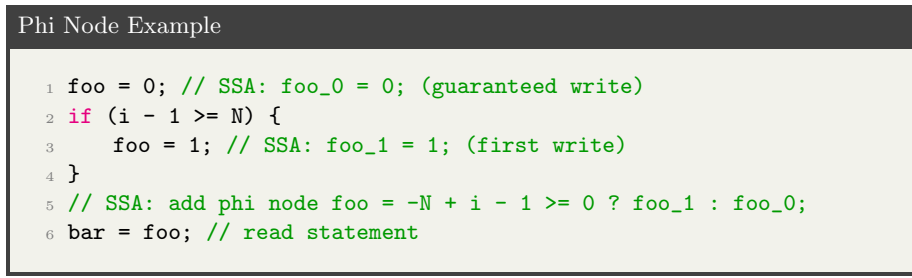 Phi Node Example
1 foo = 0; // SSA: foo_0 = 0; (guaranteed write)
2 if (i - 1 >= N) {
3     foo = 1; // SSA: foo_1 = 1; (first write)
4 }
5 // SSA: add phi node foo = -N + i - 1 >= 0 ? foo_1 : foo_0;
6 bar = foo; // read statement